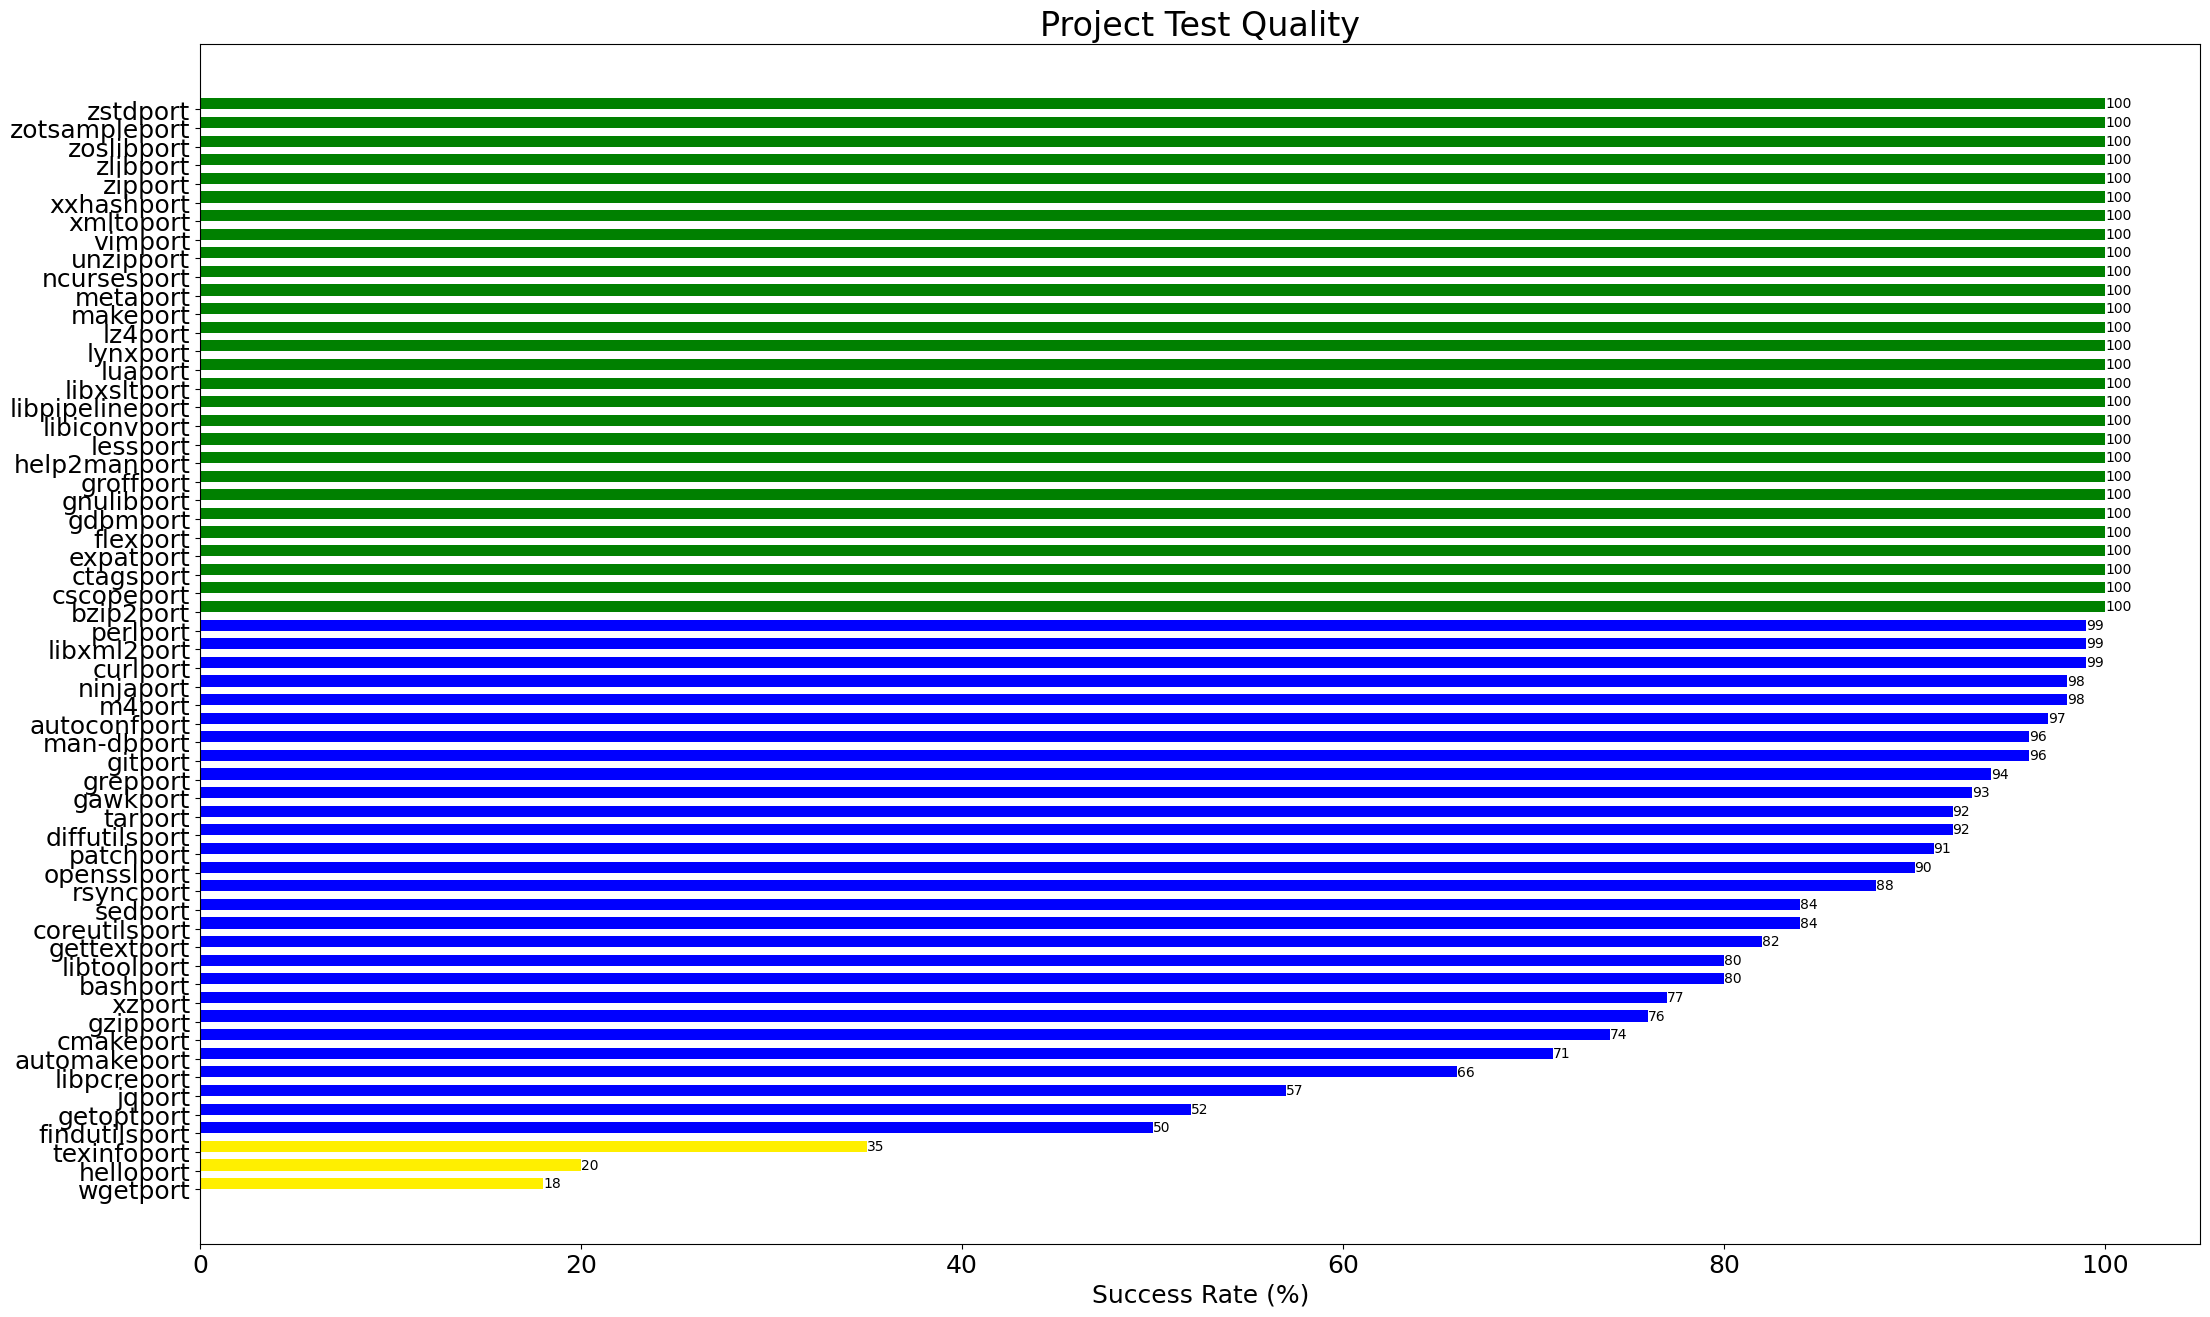 Project Test Quality
zstdport 100
zotsampleport 100
zoslibport 100
zlibport 100
zipport 100
xxhashport 100
xmltoport 100
vimport 100
unzipport 100
ncursesport 100
metaport 100
makeport 100
lz4port 100
lynxport 100
luaport 100
libxsltport 100
libpipelineport 100
libiconvport 100
lessport 100
help2manport 100
groffport 100
gnulibport 100
gdbmport 100
flexport 100
expatport 100
ctagsport 100
cscopeport 100
bzip2port 100
perlport 99
libxml2port 99
curlport 99
ninjaport 98
m4port 98
autoconfport 97
man-dbport 96
gitport 96
grepport 94
gawkport 93
tarport 92
diffutilsport 92
patchport 91
opensslport 90
rsyncport 88
sedport 84
coreutilsport 84
gettextport 82
libtoolport 80
bashport 80
xzport 77
gzipport 76
cmakeport 74
automakeport 71
libpcreport 66
jqport 57
getoptport 52
findutilsport 50
texinfoport 35
helloport 20
wgetport 18
0 20 40 60 80 100
Success Rate (%)